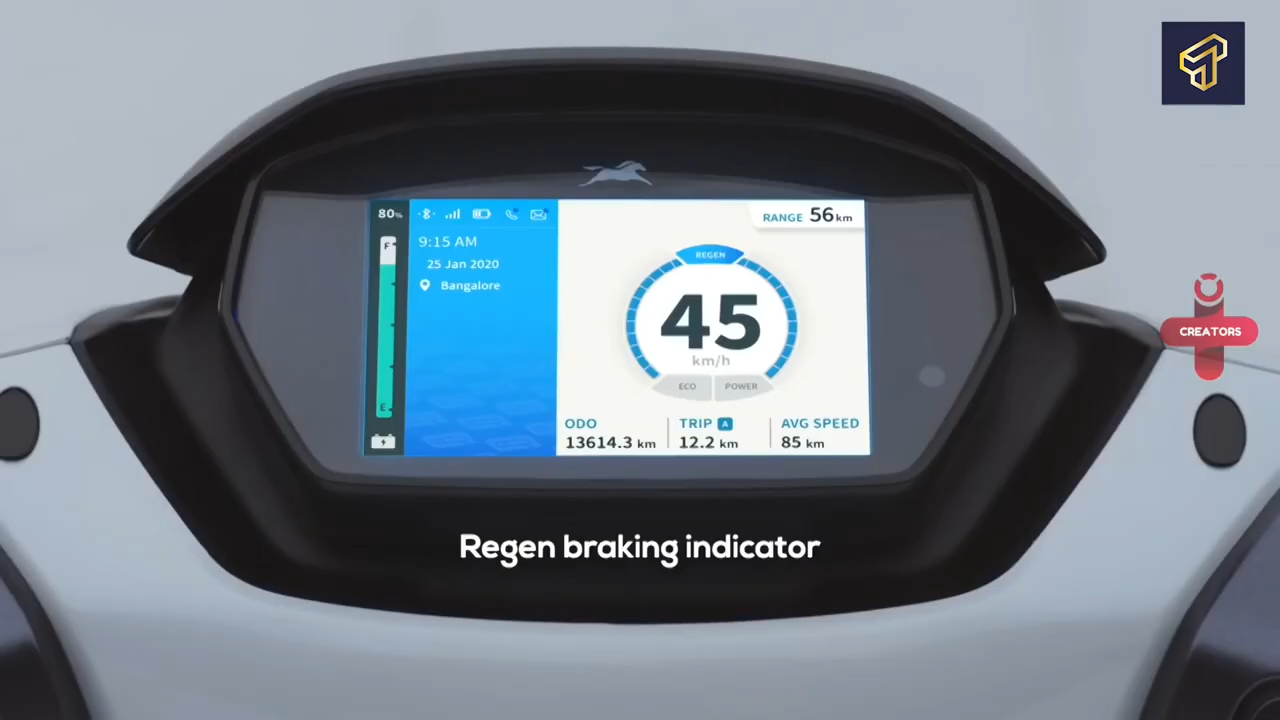 80%
F
E
9:15 AM
25 Jan 2020
Bangalore
RANGE 56 km
REGEN
45
km/h
ECO POWER
ODO
13614.3 km
TRIP A
12.2 km
AVG SPEED
85 km
CREATORS
Regen braking indicator